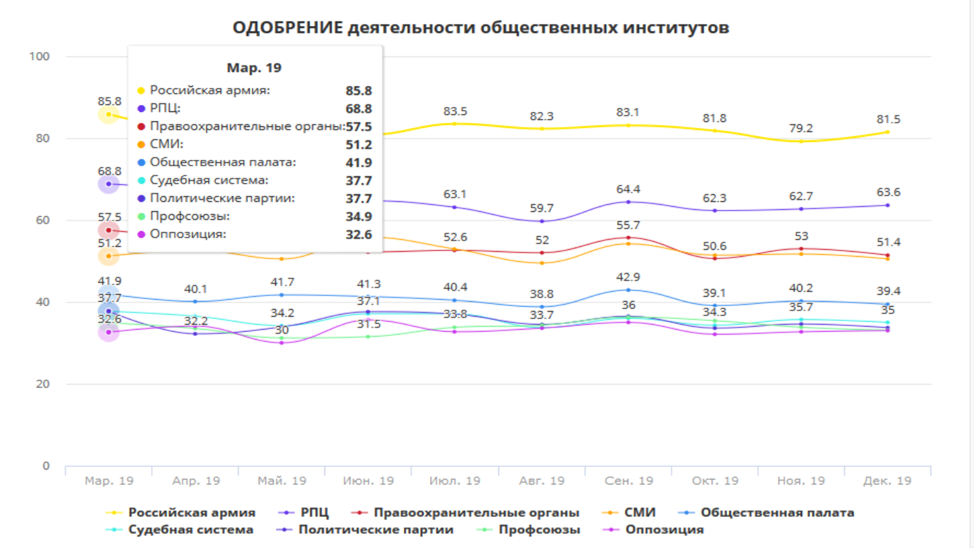 ОДОБРЕНИЕ деятельности общественных институтов
100
80
60
40
20
0
Мар. 19
Российская армия: 85.8
РПЦ: 68.8
Правоохранительные органы: 57.5
СМИ: 51.2
Общественная палата: 41.9
Судебная система: 37.7
Политические партии: 37.7
Профсоюзы: 34.9
Оппозиция: 32.6
85.8 83.5 82.3 83.1 81.8 79.2 81.5
68.8 63.1 59.7 64.4 62.3 62.7 63.6
57.5 52.6 52 55.7 50.6 53 51.4
51.2
41.9 40.1 41.7 41.3 40.4 38.8 42.9 39.1 40.2 39.4
37.7 34.2 37.1 33.8 33.7 36 34.3 35.7 35
32.6 32.2 30 31.5
Мар. 19 Апр. 19 Май. 19 Июн. 19 Июл. 19 Авг. 19 Сен. 19 Окт. 19 Ноя. 19 Дек. 19
Российская армия РПЦ Правоохранительные органы СМИ Общественная палата
Судебная система Политические партии Профсоюзы Оппозиция